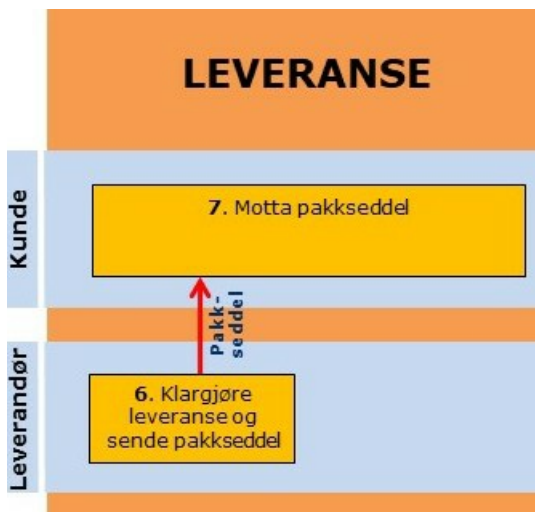 LEVERANSE
Kunde
7. Motta pakkseddel
Pakk-
seddel
Leverandør
6. Klargjøre
leveranse og
sende pakkseddel